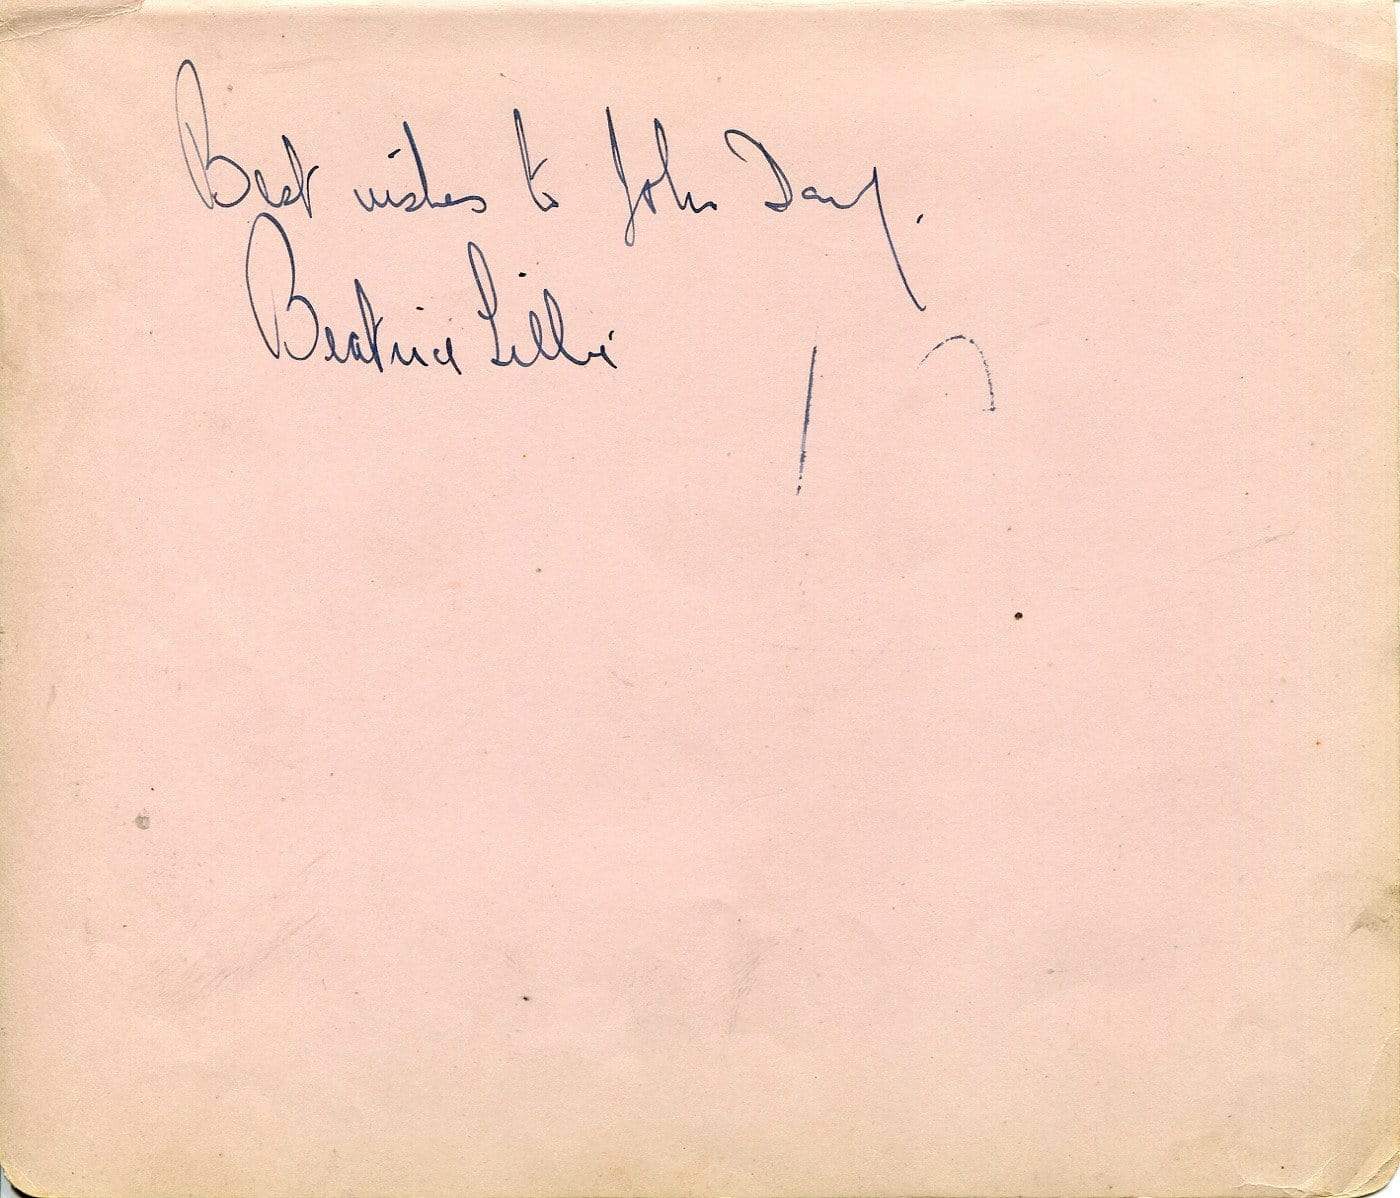 Best wishes to John Day.
Beatrice Lillie